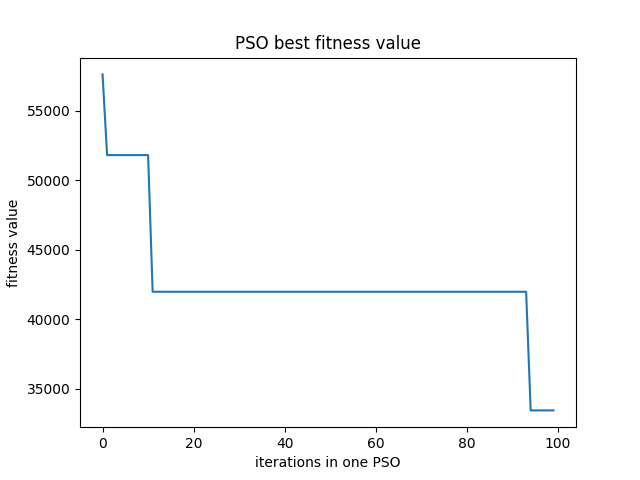 PSO best fitness value
fitness value
55000
50000
45000
40000
35000
0 20 40 60 80 100
iterations in one PSO